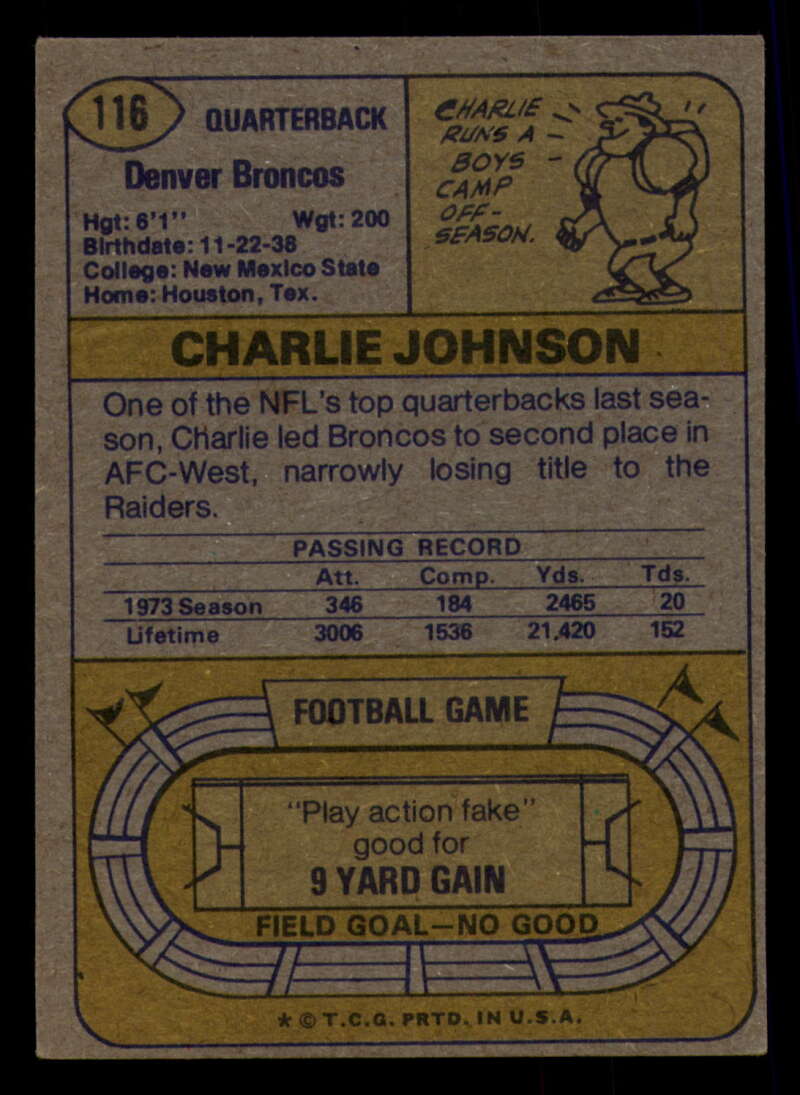 116
QUARTERBACK
Denver Broncos
Hgt: 6'1" Wgt: 200
Birthdate: 11-22-38
College: New Mexico State
Home: Houston, Tex.
CHARLIE
RUNS A
BOYS
CAMP
OFF-
SEASON.
CHARLIE JOHNSON
One of the NFL's top quarterbacks last sea-
son, Charlie led Broncos to second place in
AFC-West, narrowly losing title to the
Raiders.
PASSING RECORD
Att. Comp. Yds. Tds.
1973 Season 346 184 2465 20
Lifetime 3006 1536 21,420 152
FOOTBALL GAME
"Play action fake"
good for
9 YARD GAIN
FIELD GOAL—NO GOOD
* © T.C.G. PRTD. IN U.S.A.